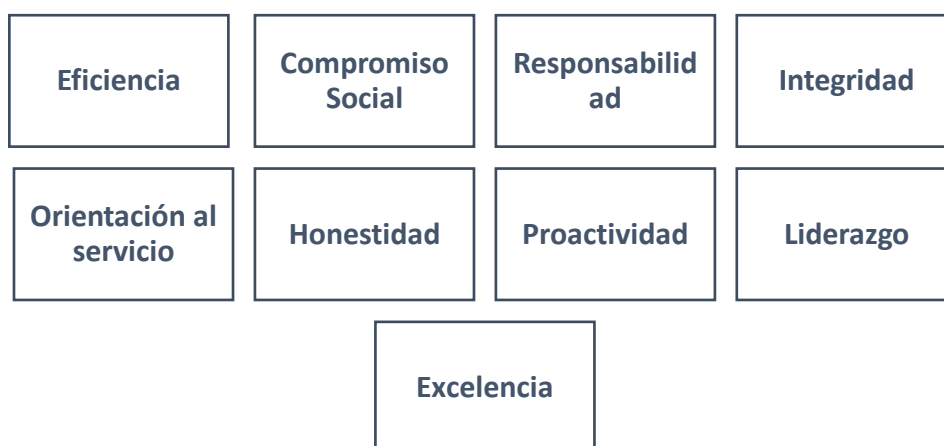 Eficiencia
Compromiso
Social
Responsabilid
ad
Integridad
Orientación al
servicio
Honestidad
Proactividad
Liderazgo
Excelencia